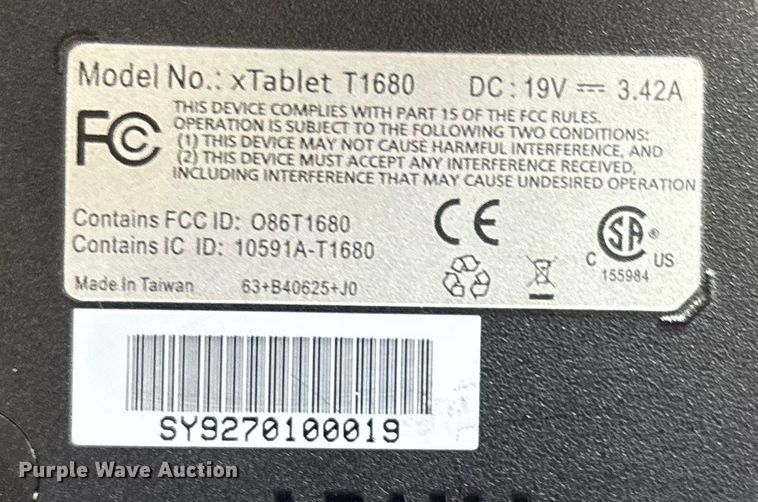 Model No.: xTablet T1680 DC : 19V ⎓ 3.42A
FC
THIS DEVICE COMPLIES WITH PART 15 OF THE FCC RULES.
OPERATION IS SUBJECT TO THE FOLLOWING TWO CONDITIONS:
(1) THIS DEVICE MAY NOT CAUSE HARMFUL INTERFERENCE, AND
(2) THIS DEVICE MUST ACCEPT ANY INTERFERENCE RECEIVED,
INCLUDING INTERFERENCE THAT MAY CAUSE UNDESIRED OPERATION
Contains FCC ID: O86T1680
Contains IC ID: 10591A-T1680
CE
SA ®
C US
155984
Made In Taiwan 63+B40625+J0
SY9270100019
Purple Wave Auction